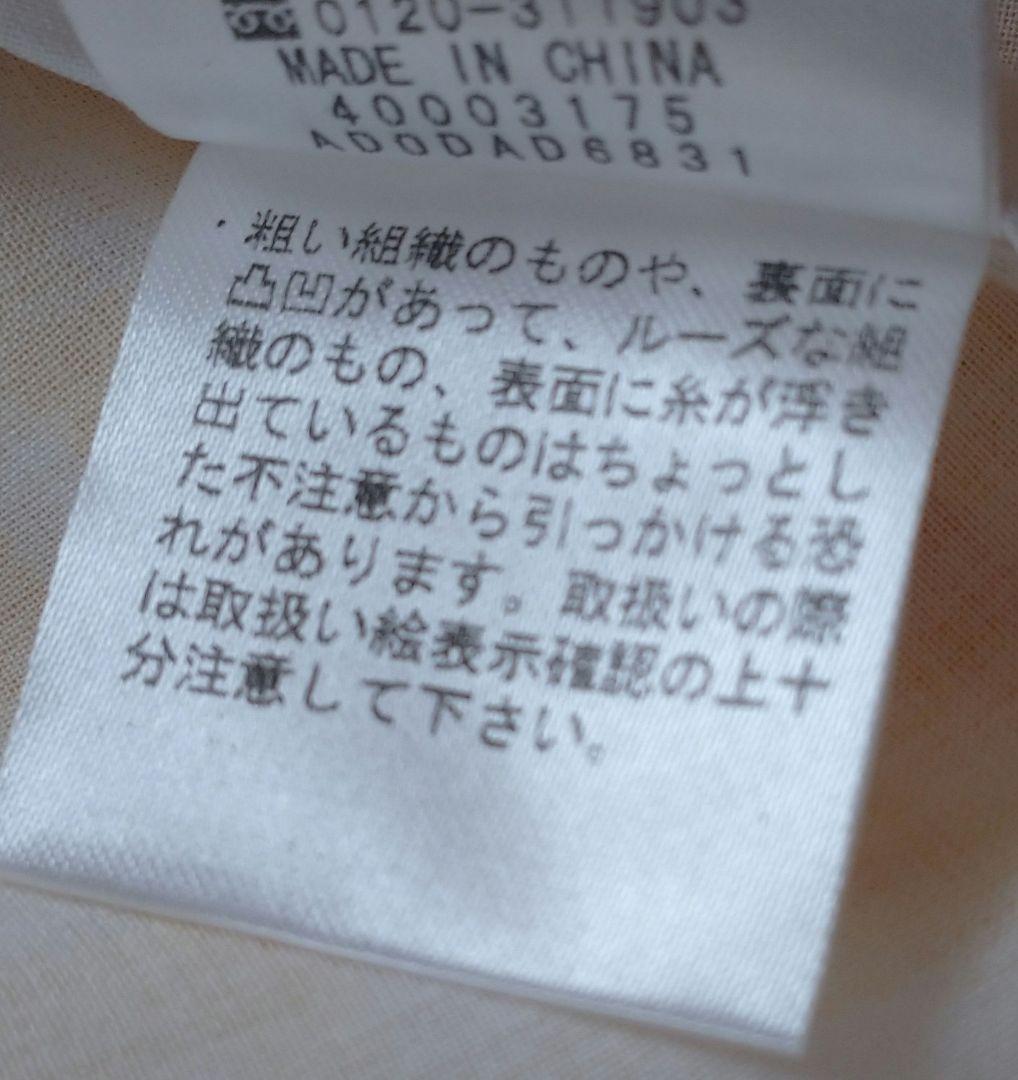 0120-311903
MADE IN CHINA
40003175
ADODAD6831
・粗い組織のものや、裏面に
凸凹があって、ルーズな組
織のもの、表面に糸が浮き
出ているものはちょっとし
た不注意から引っかける恐
れがあります。取扱いの際
は取扱い絵表示確認の上十
分注意して下さい。